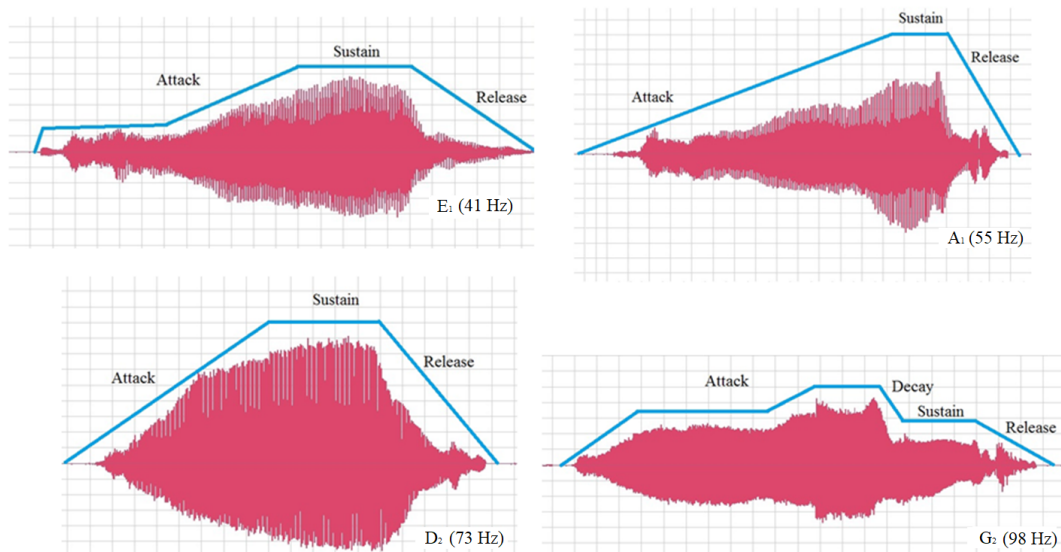 Sustain
Attack
Release
E₁ (41 Hz)
Sustain
Release
Attack
A₁ (55 Hz)
Sustain
Release
Attack
D₂ (73 Hz)
Attack
Decay
Sustain
Release
G₂ (98 Hz)